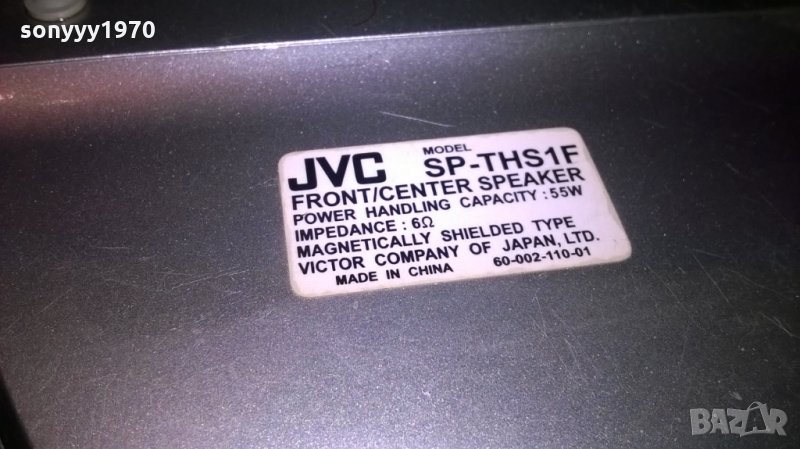 sonyyy1970
JVC MODEL SP-THS1F
FRONT/CENTER SPEAKER
POWER HANDLING CAPACITY : 55W
IMPEDANCE : 6Ω
MAGNETICALLY SHIELDED TYPE
VICTOR COMPANY OF JAPAN, LTD.
MADE IN CHINA 60-002-110-01
BAZAR